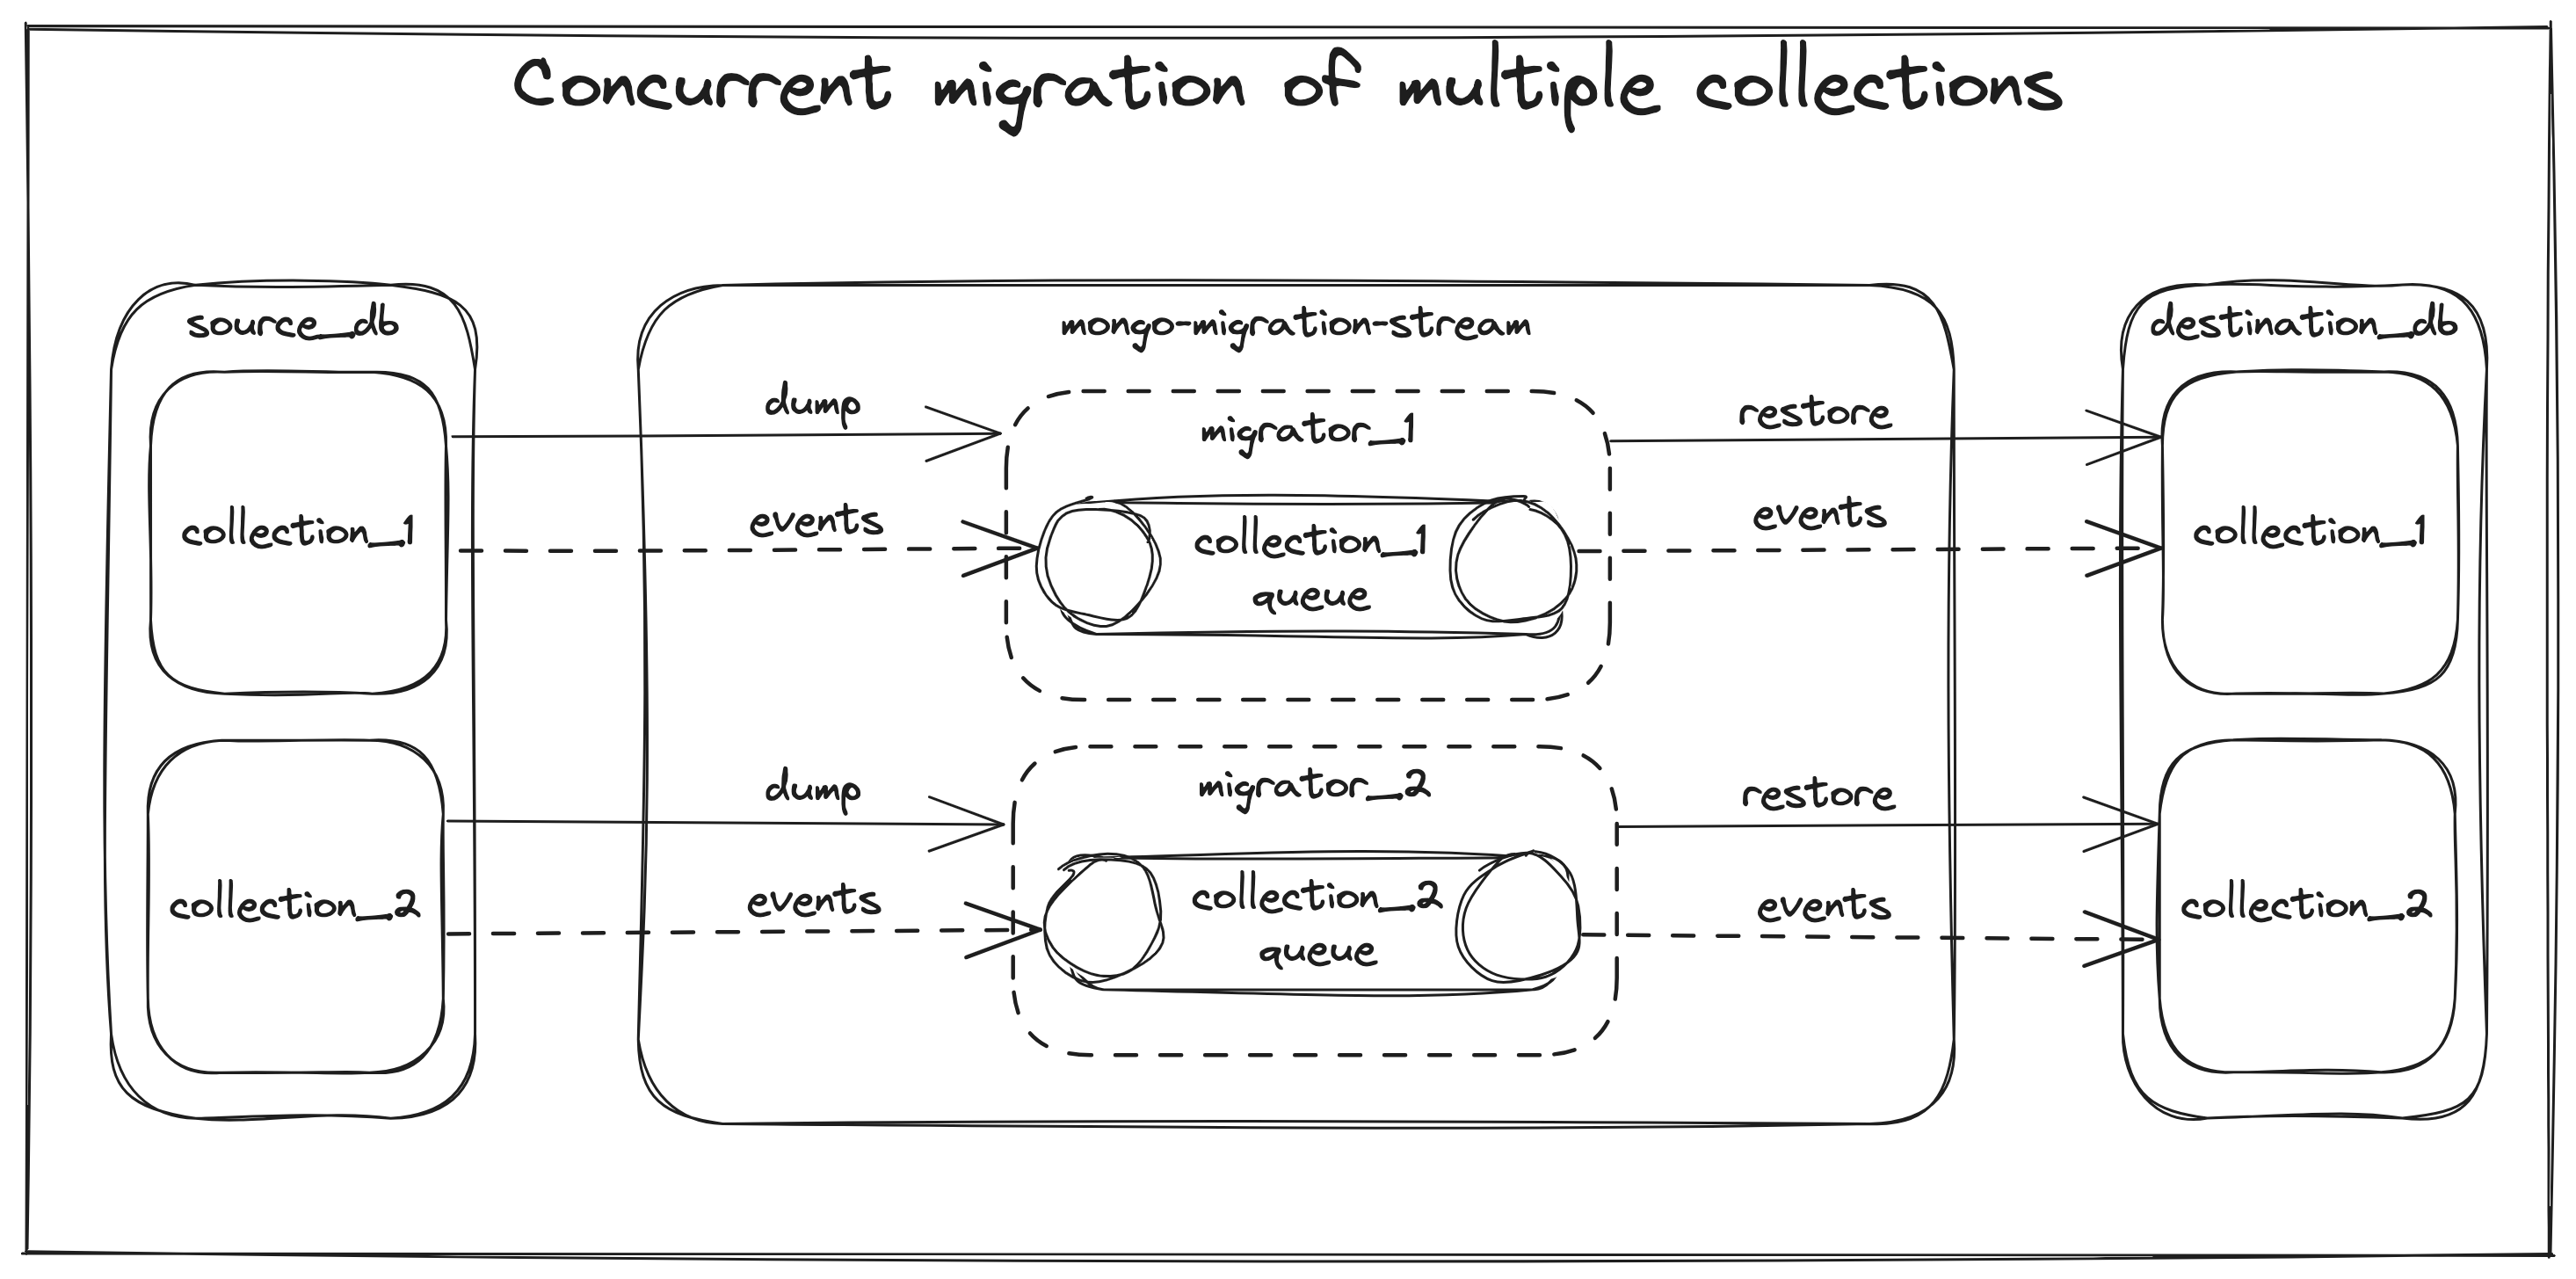 Concurrent migration of multiple collections
source_db
mongo-migration-stream
destination_db
dump
migrator_1
restore
collection_1
events
collection_1
queue
events
collection_1
dump
migrator_2
restore
collection_2
events
collection_2
queue
events
collection_2